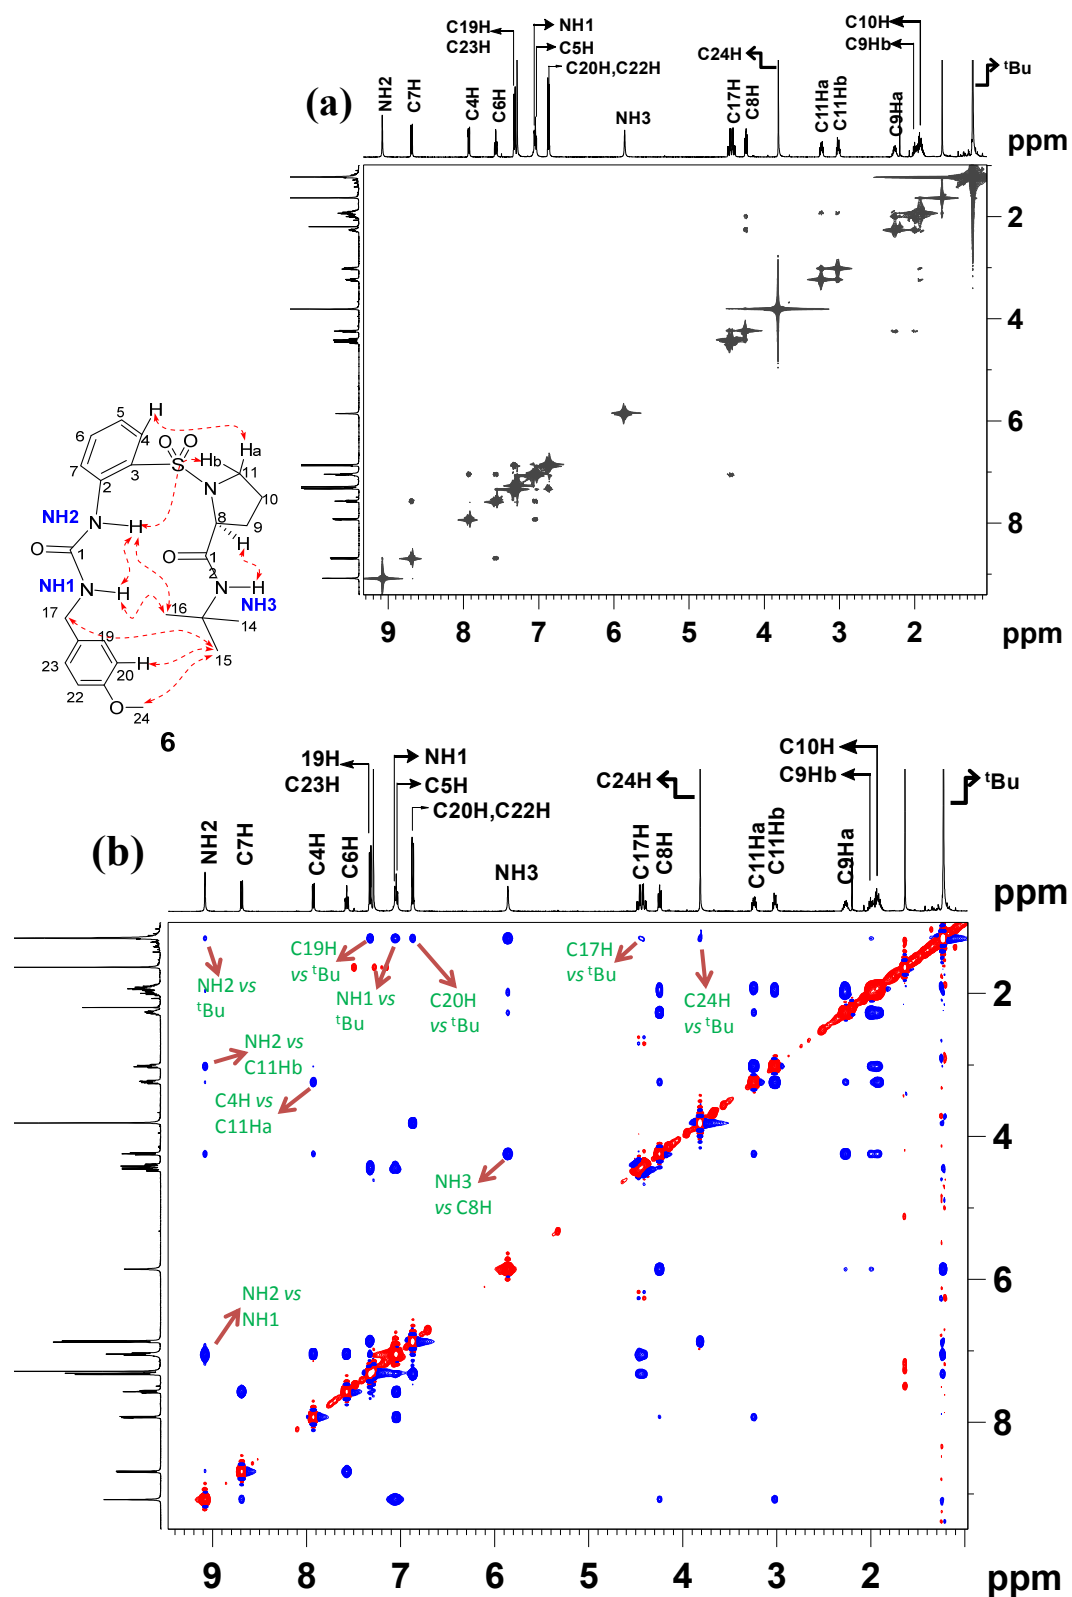 (a)
C19H
C23H
NH1
C5H
C20H,C22H
C10H
C9Hb
C24H
tBu
NH2
C7H
C4H
C6H
NH3
C17H
C8H
C11Ha
C11Hb
C9Ha
ppm
2
4
6
8
9 8 7 6 5 4 3 2 ppm
H
5
6
4
O O
Ha
Hb
7
3
S
11
2
N
10
NH2
N H
8
9
H
O
1
O
1
2
NH1
N H
N H
NH3
17
16
14
19
15
23
20 H
22
O
24
6
(b)
19H
C23H
NH1
C5H
C20H,C22H
C24H
C10H
C9Hb
tBu
NH2
C7H
C4H
C6H
NH3
C17H
C8H
C11Ha
C11Hb
C9Ha
ppm
C19H
vs tBu
C17H
vs tBu
NH2 vs
tBu
NH1 vs
tBu
C20H
vs tBu
C24H
vs tBu
NH2 vs
C11Hb
C4H vs
C11Ha
NH3
vs C8H
NH2 vs
NH1
2
4
6
8
9 8 7 6 5 4 3 2 ppm